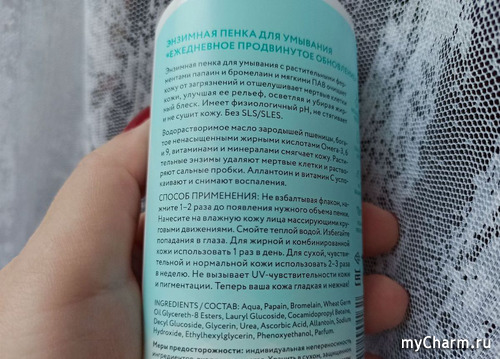 ЭНЗИМНАЯ ПЕНКА ДЛЯ УМЫВАНИЯ
«ЕЖЕДНЕВНОЕ ПРОДВИНУТОЕ ОБНОВЛЕНИЕ
Энзимная пенка для умывания с растительными фер-
ментами папаин и бромелаин и мягкими ПАВ очищает
кожу от загрязнений и отшелушивает мертвые клетки
кожи, улучшая ее рельеф, осветляя и убирая жир-
ный блеск. Имеет физиологичный pH, не стягивает
и не сушит кожу. Без SLS/SLES.
Водорастворимое масло зародышей пшеницы, богатое
ненасыщенными жирными кислотами Омега-3, 6
и 9, витаминами и минералами смягчает кожу. Расти-
тельные энзимы удаляют мертвые клетки и раство-
ряют сальные пробки. Аллантоин и витамин С успо-
каивают и снимают воспаления.
СПОСОБ ПРИМЕНЕНИЯ: Не взбалтывая флакон, на-
жмите 1–2 раза до появления нужного объема пенки.
Нанесите на влажную кожу лица массирующими кру-
говыми движениями. Смойте теплой водой. Избегайте
попадания в глаза. Для жирной и комбинированной
кожи использовать 1 раз в день. Для сухой, чувстви-
тельной и нормальной кожи использовать 2–3 раза
в неделю. Не вызывает UV-чувствительности кожи
и пигментации. Теперь ваша кожа гладкая и нежная!
INGREDIENTS / СОСТАВ: Aqua, Papain, Bromelain, Wheat Germ
Oil Glycereth-8 Esters, Lauryl Glucoside, Cocamidopropyl Betaine,
Decyl Glucoside, Glycerin, Urea, Ascorbic Acid, Allantoin, Sodium
Hydroxide, Ethylhexylglycerin, Phenoxyethanol, Parfum.
Меры предосторожности: индивидуальная непереносимость
EAC
myCharm.ru